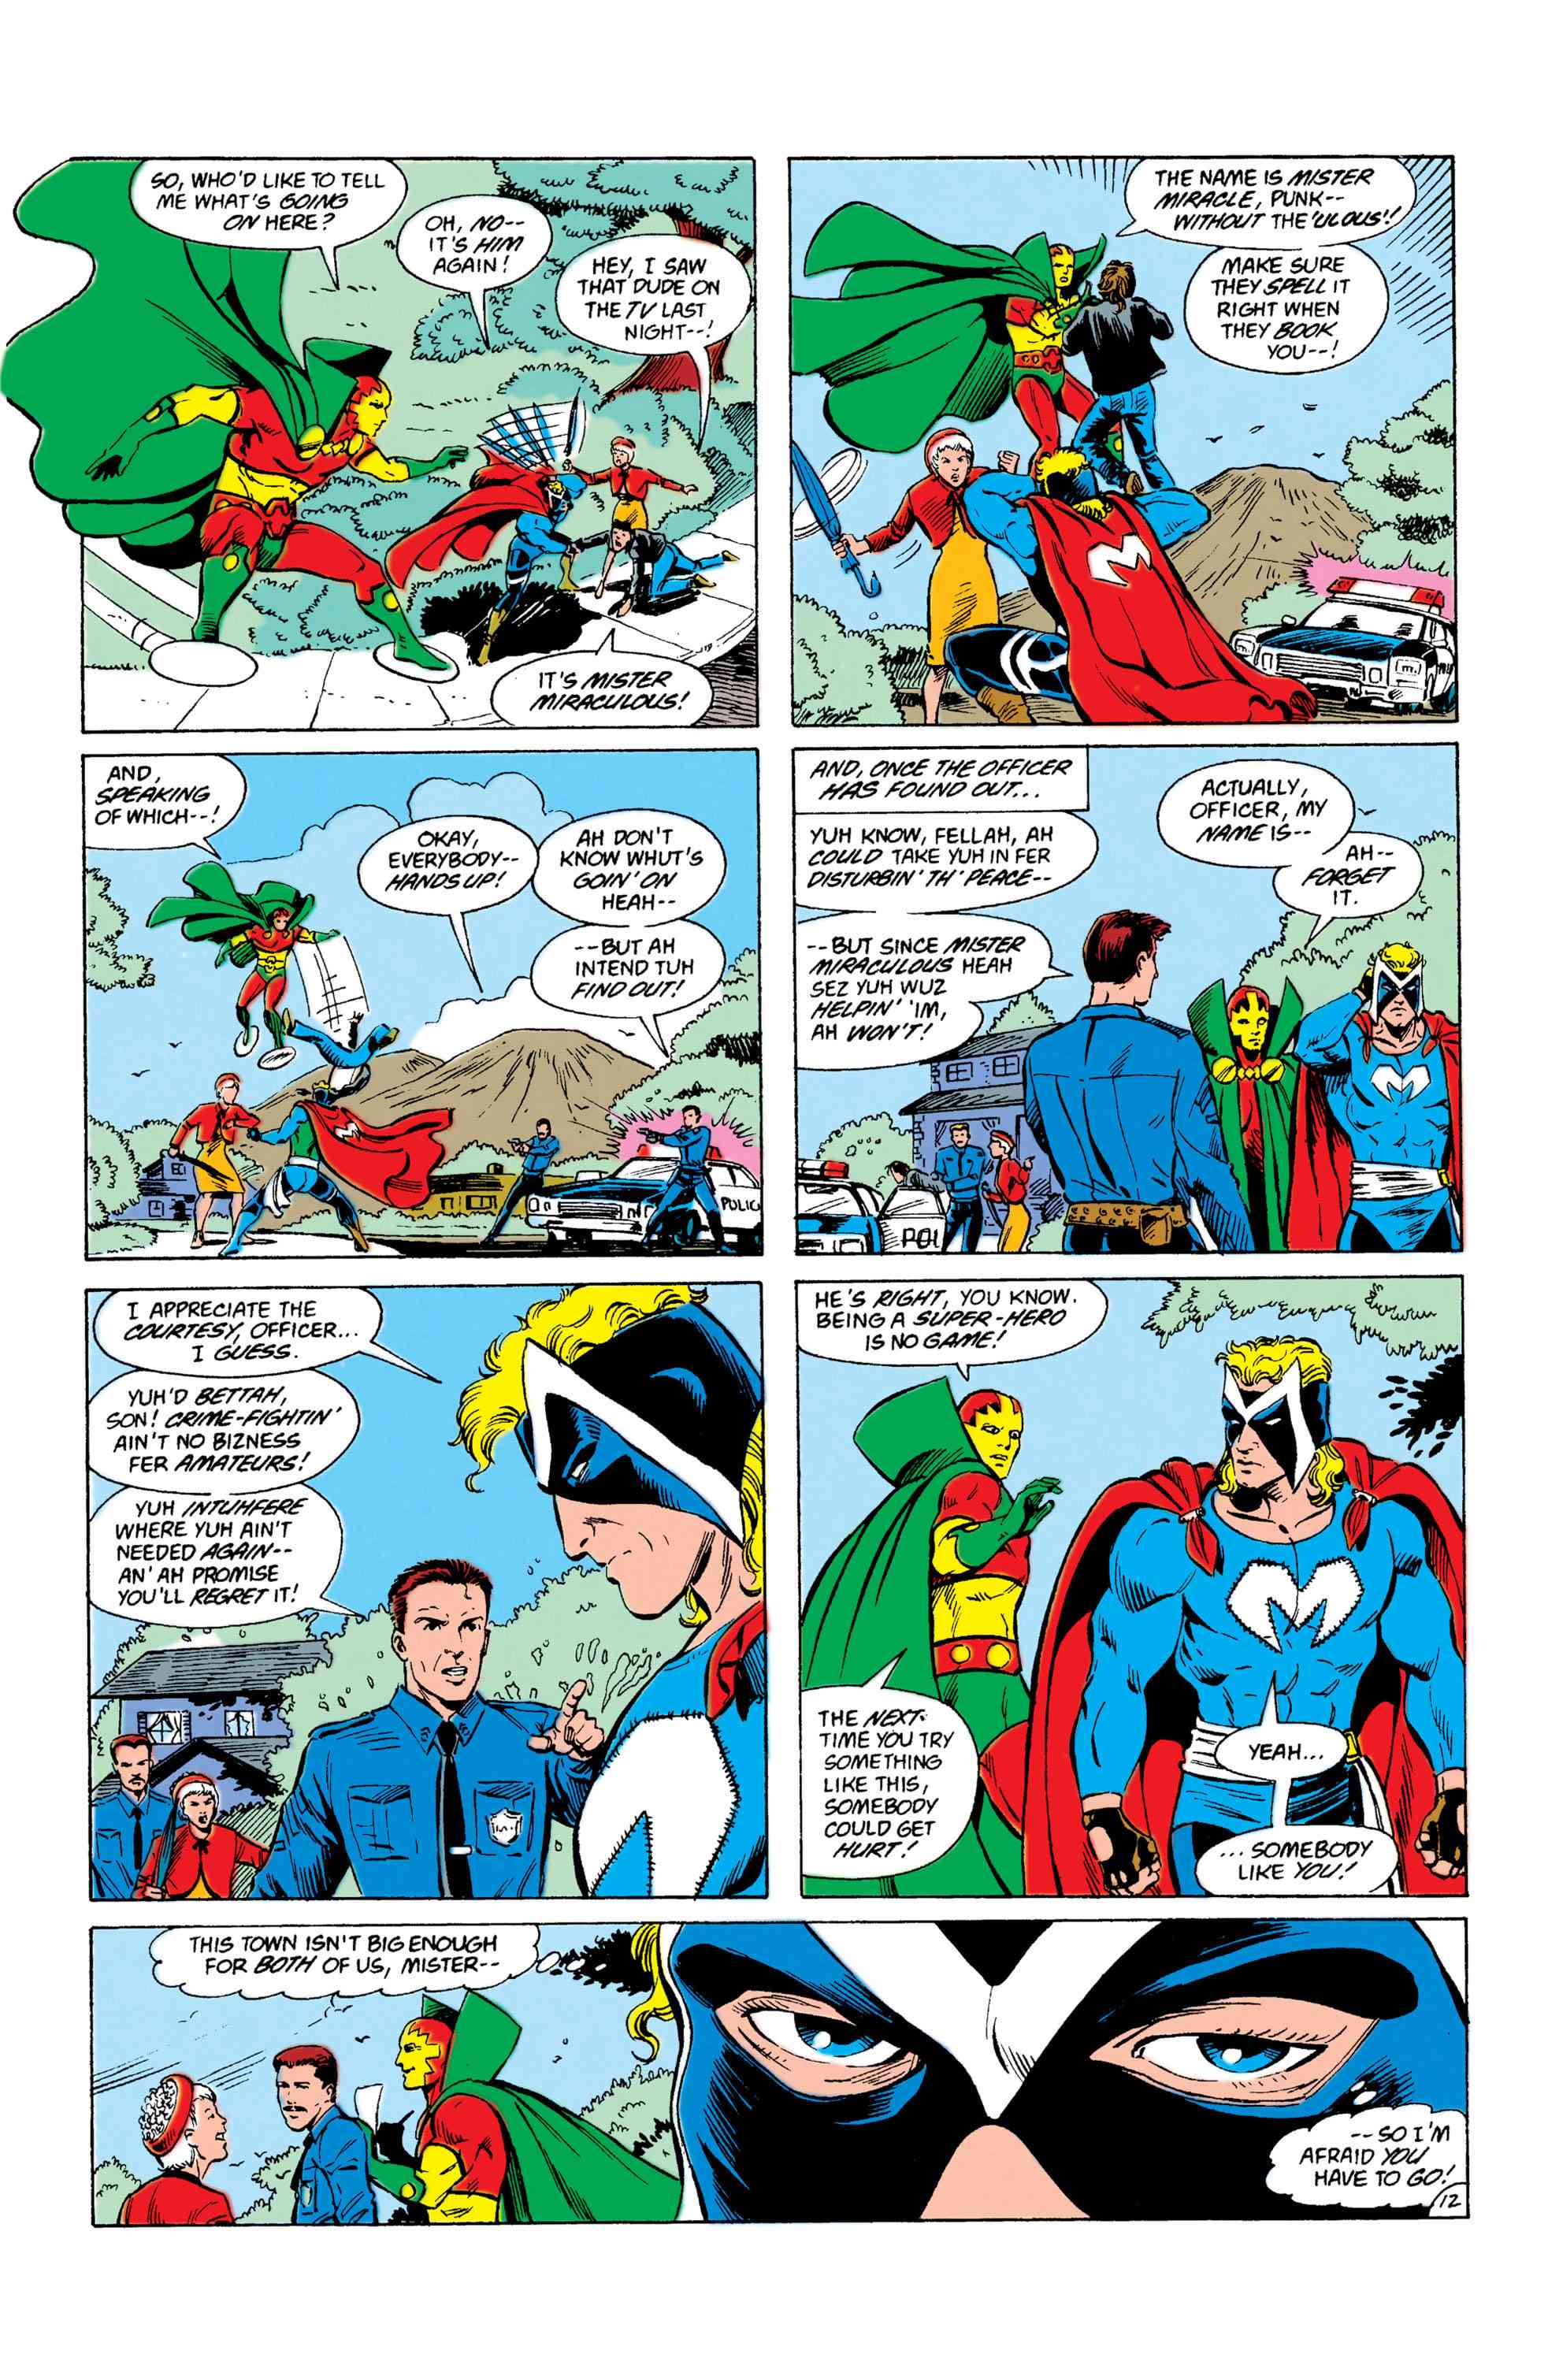 SO, WHO'D LIKE TO TELL
ME WHAT'S GOING
ON HERE?
OH, NO--
IT'S HIM
AGAIN!
HEY, I SAW
THAT DUDE ON
THE TV LAST
NIGHT--!
IT'S MISTER
MIRACULOUS!
THE NAME IS MISTER
MIRACLE, PUNK--
WITHOUT THE 'ULOUS'!
MAKE SURE
THEY SPELL IT
RIGHT WHEN
THEY BOOK
YOU--!
M
AND,
SPEAKING
OF WHICH--!
OKAY,
EVERYBODY--
HANDS UP!
AH DON'T
KNOW WHUT'S
GOIN' ON
HEAH--
--BUT AH
INTEND TUH
FIND OUT!
M
POLIC
AND, ONCE THE OFFICER
HAS FOUND OUT...
YUH KNOW, FELLAH, AH
COULD TAKE YUH IN FER
DISTURBIN' TH' PEACE--
--BUT SINCE MISTER
MIRACULOUS HEAH
SEZ YUH WUZ
HELPIN' 'IM,
AH WON'T!
ACTUALLY,
OFFICER, MY
NAME IS--
AH--
FORGET
IT.
M
POL
I APPRECIATE THE
COURTESY, OFFICER...
I GUESS.
YUH'D BETTAH,
SON! CRIME-FIGHTIN'
AIN'T NO BIZNESS
FER AMATEURS!
YUH INTUHFERE
WHERE YUH AIN'T
NEEDED AGAIN--
AN' AH PROMISE
YOU'LL REGRET IT!
HE'S RIGHT, YOU KNOW.
BEING A SUPER-HERO
IS NO GAME!
THE NEXT
TIME YOU TRY
SOMETHING
LIKE THIS,
SOMEBODY
COULD GET
HURT!
M
YEAH...
...SOMEBODY
LIKE YOU!
THIS TOWN ISN'T BIG ENOUGH
FOR BOTH OF US, MISTER--
--SO I'M
AFRAID YOU
HAVE TO GO!
12